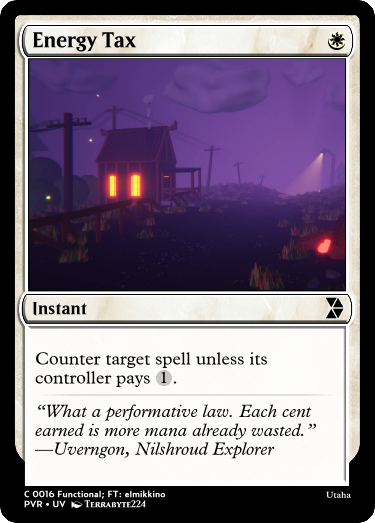 Energy Tax
Instant
Counter target spell unless its
controller pays 1.
“What a performative law. Each cent
earned is more mana already wasted.”
—Uverngon, Nilshroud Explorer
C 0016 Functional; FT: elmikkino
PVR • UV Terrabyte224
Utaha